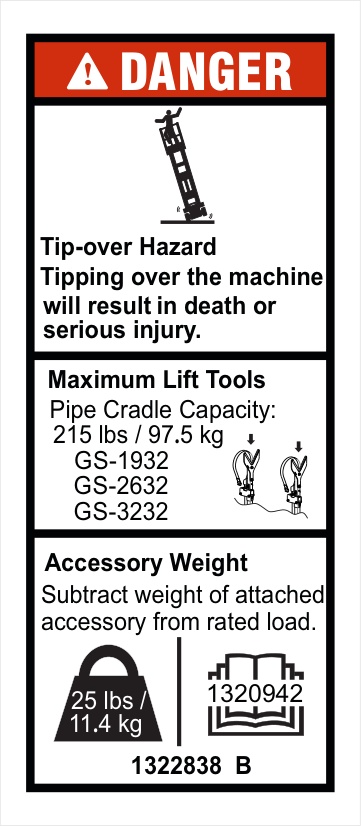 DANGER
Tip-over Hazard
Tipping over the machine
will result in death or
serious injury.
Maximum Lift Tools
Pipe Cradle Capacity:
215 lbs / 97.5 kg
GS-1932
GS-2632
GS-3232
Accessory Weight
Subtract weight of attached
accessory from rated load.
25 lbs /
11.4 kg
1320942
1322838 B